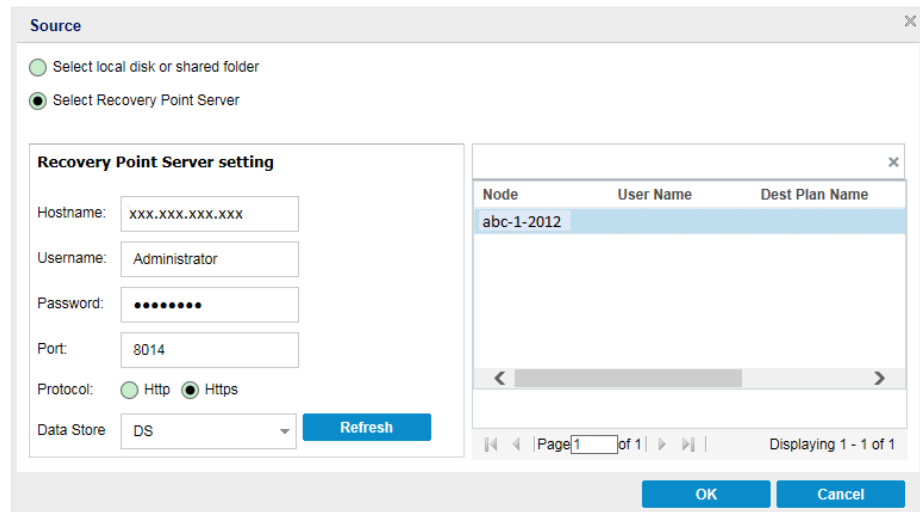 Source
Select local disk or shared folder
Select Recovery Point Server
Recovery Point Server setting
Hostname: xxx.xxx.xxx.xxx
Username: Administrator
Password: ●●●●●●●●
Port: 8014
Protocol: Http Https
Data Store DS Refresh
Node User Name Dest Plan Name
abc-1-2012
Page 1 of 1 Displaying 1 - 1 of 1
OK Cancel